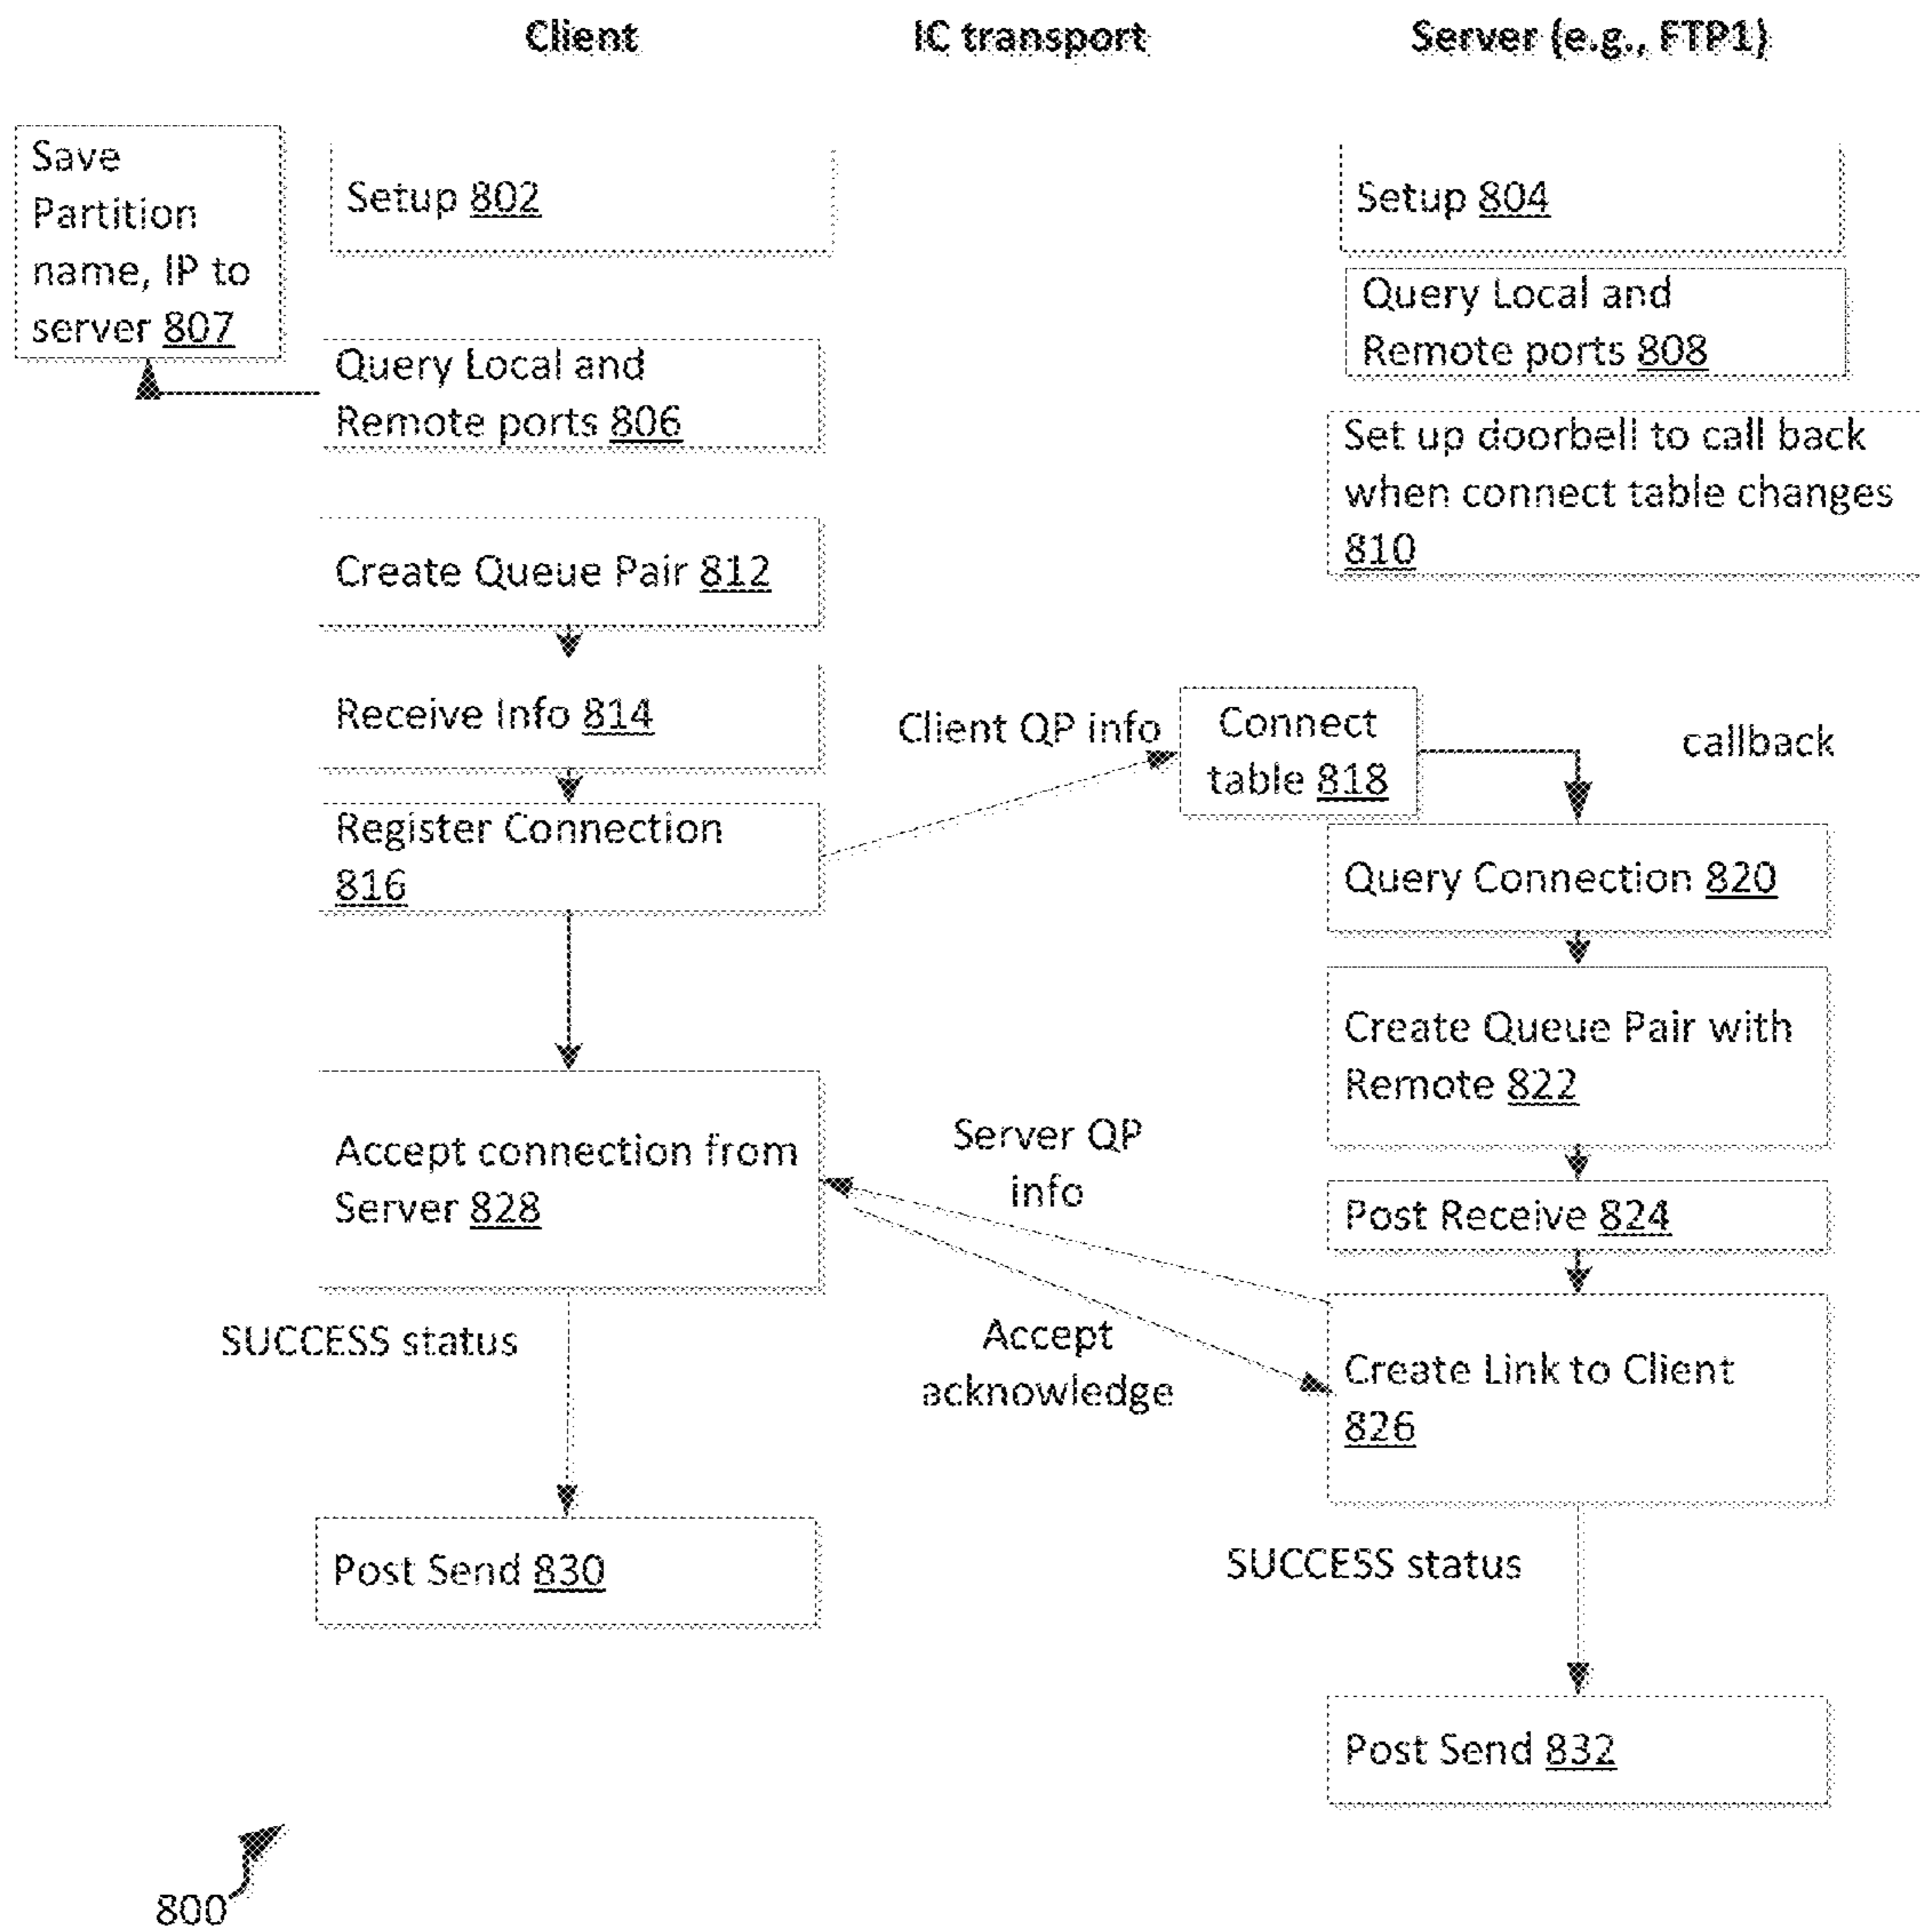 Client
IC transport
Server (e.g., FTP1)
Save
Partition
name, IP to
server 807
Setup 802
Setup 804
Query Local and
Remote ports 808
Query Local and
Remote ports 806
Set up doorbell to call back
when connect table changes
810
Create Queue Pair 812
Receive Info 814
Client QP info
Connect
table 818
callback
Register Connection
816
Query Connection 820
Create Queue Pair with
Remote 822
Accept connection from
Server 828
Server QP
info
Post Receive 824
SUCCESS status
Accept
acknowledge
Create Link to Client
826
Post Send 830
SUCCESS status
Post Send 832
800